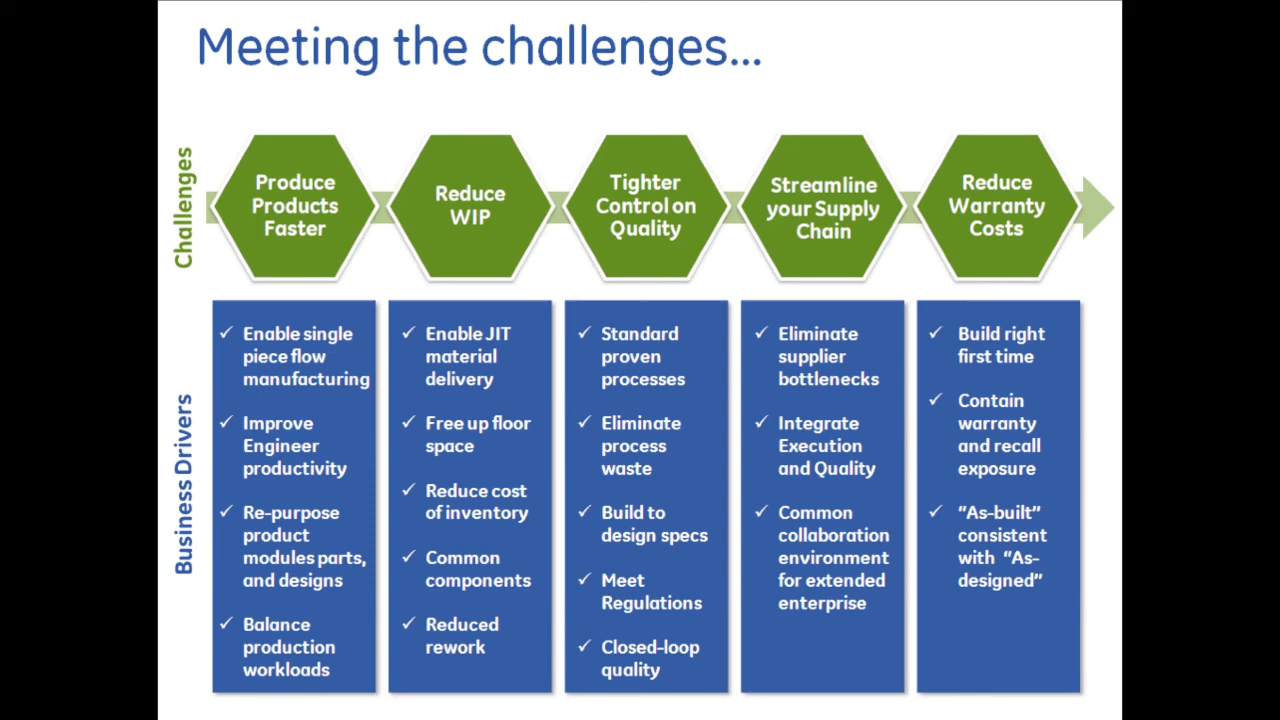 Meeting the challenges...
Challenges
Produce
Products
Faster
Reduce
WIP
Tighter
Control on
Quality
Streamline
your Supply
Chain
Reduce
Warranty
Costs
Business Drivers
✓ Enable single
piece flow
manufacturing
✓ Improve
Engineer
productivity
✓ Re-purpose
product
modules parts,
and designs
✓ Balance
production
workloads
✓ Enable JIT
material
delivery
✓ Free up floor
space
✓ Reduce cost
of inventory
✓ Common
components
✓ Reduced
rework
✓ Standard
proven
processes
✓ Eliminate
process
waste
✓ Build to
design specs
✓ Meet
Regulations
✓ Closed-loop
quality
✓ Eliminate
supplier
bottlenecks
✓ Integrate
Execution
and Quality
✓ Common
collaboration
environment
for extended
enterprise
✓ Build right
first time
✓ Contain
warranty
and recall
exposure
✓ “As-built”
consistent
with “As-
designed”